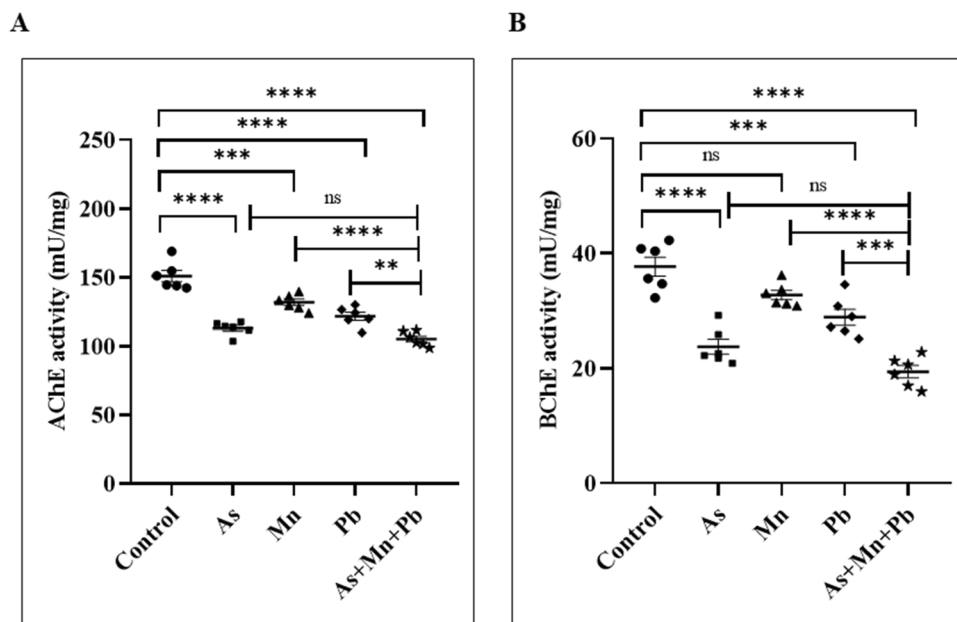 A
****
****
***
****
ns
****
**
250
200
150
100
50
0
AChE activity (mU/mg)
Control
As
Mn
Pb
As+Mn+Pb
B
****
***
ns
****
ns
****
***
60
40
20
0
BChE activity (mU/mg)
Control
As
Mn
Pb
As+Mn+Pb